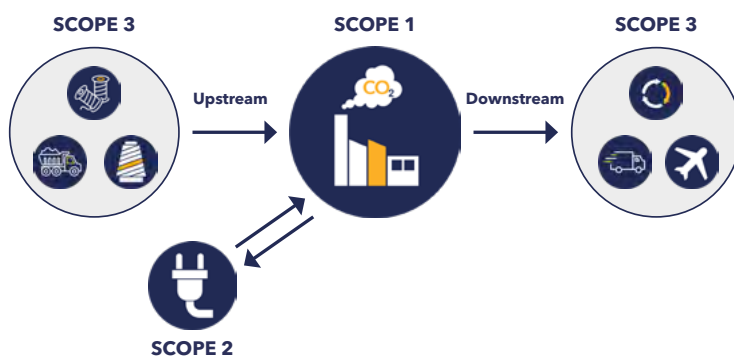 SCOPE 3
SCOPE 1
SCOPE 3
CO₂
Upstream
Downstream
SCOPE 2